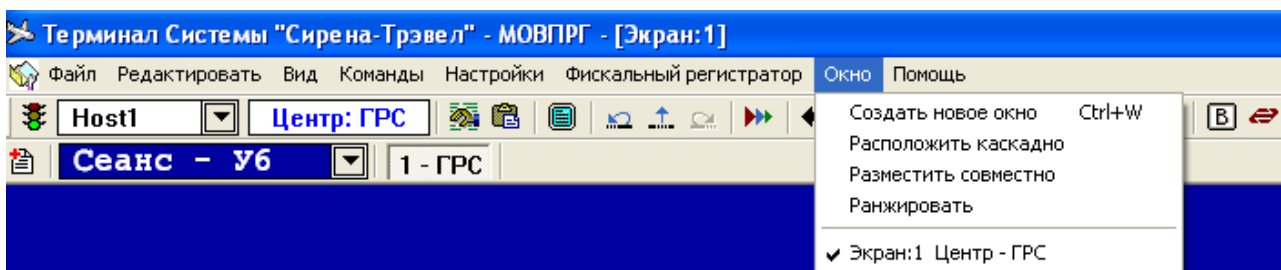 Терминал Системы "Сирена-Трэвел" - МОВПРГ - [Экран:1]
Файл Редактировать Вид Команды Настройки Фискальный регистратор Окно Помощь
Host1 Центр: ГРС В
Сеанс - Уб 1 - ГРС
Создать новое окно Ctrl+W
Расположить каскадно
Разместить совместно
Ранжировать
Экран:1 Центр - ГРС